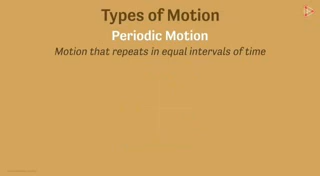 Types of Motion
Periodic Motion
Motion that repeats in equal intervals of time